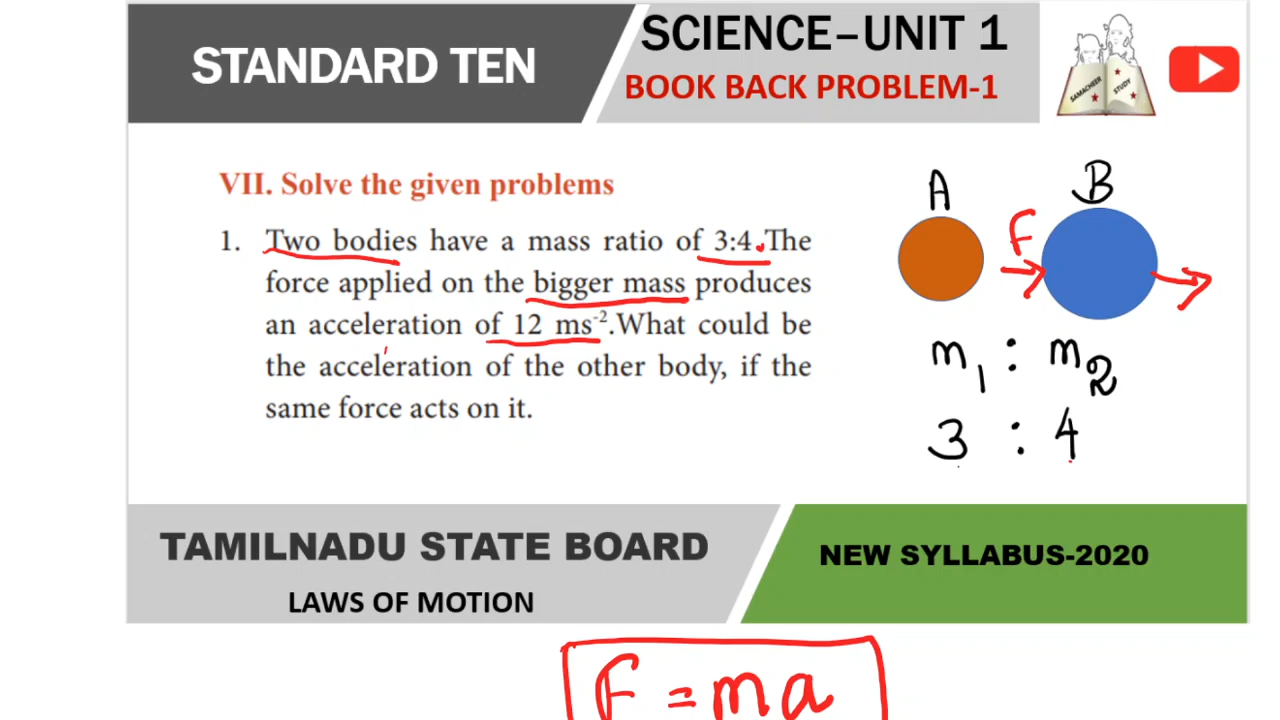 STANDARD TEN
SCIENCE–UNIT 1
BOOK BACK PROBLEM-1
SAMACHEER STUDY
VII. Solve the given problems
1. Two bodies have a mass ratio of 3:4.The
force applied on the bigger mass produces
an acceleration of 12 ms⁻².What could be
the acceleration of the other body, if the
same force acts on it.
A B
F
m₁ : m₂
3 : 4
TAMILNADU STATE BOARD
LAWS OF MOTION
NEW SYLLABUS-2020
F = ma